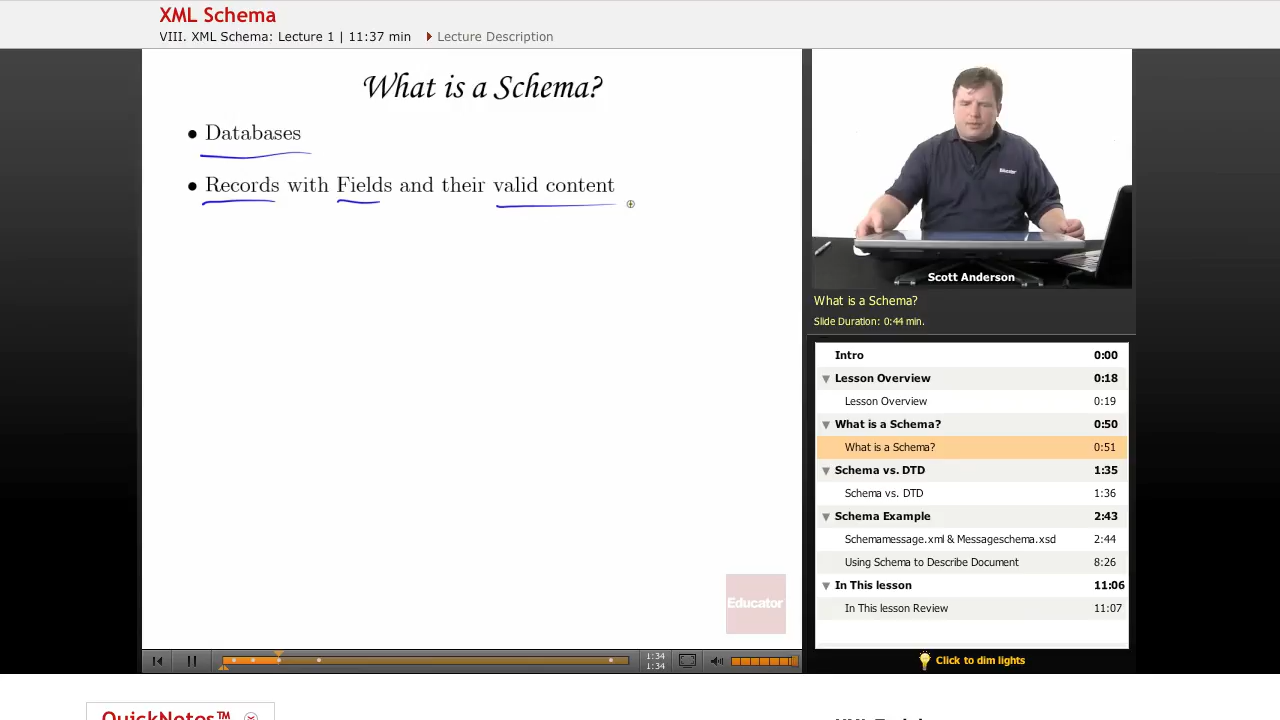 XML Schema
VIII. XML Schema: Lecture 1 | 11:37 min Lecture Description
What is a Schema?
• Databases
• Records with Fields and their valid content
Educator
Scott Anderson
What is a Schema?
Slide Duration: 0:44 min.
Intro 0:00
Lesson Overview 0:18
Lesson Overview 0:19
What is a Schema? 0:50
What is a Schema? 0:51
Schema vs. DTD 1:35
Schema vs. DTD 1:36
Schema Example 2:43
Schemamessage.xml & Messageschema.xsd 2:44
Using Schema to Describe Document 8:26
In This lesson 11:06
In This lesson Review 11:07
1:34
1:34
Click to dim lights
QuickNotes™